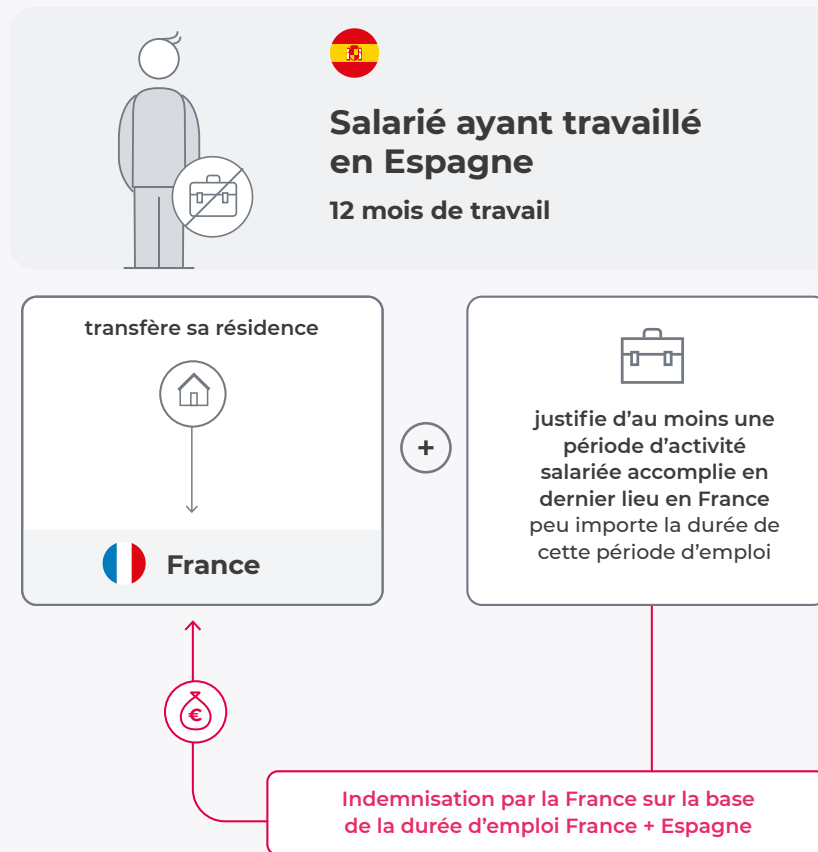 Salarié ayant travaillé
en Espagne
12 mois de travail
transfère sa résidence
France
+
justifie d’au moins une
période d’activité
salariée accomplie en
dernier lieu en France
peu importe la durée de
cette période d’emploi
€
Indemnisation par la France sur la base
de la durée d’emploi France + Espagne